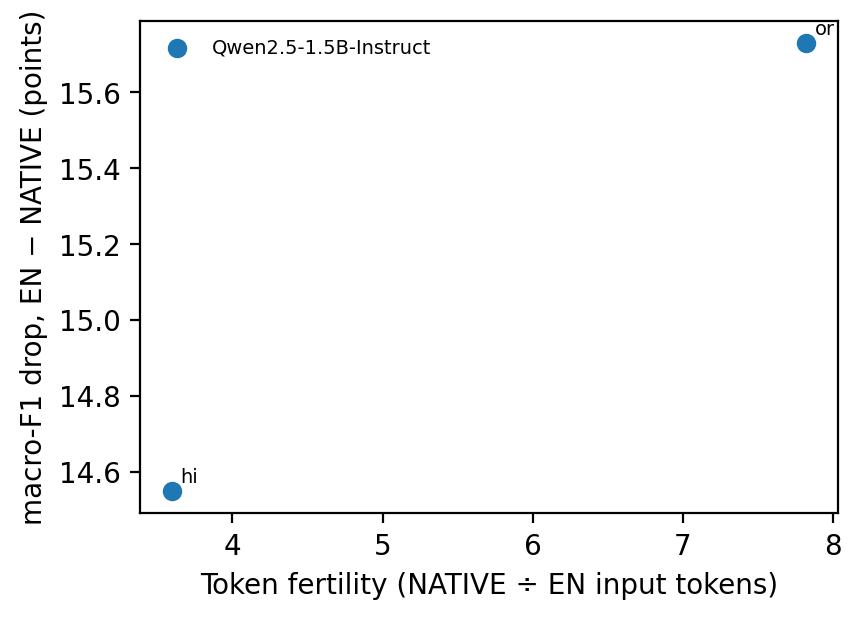 macro-F1 drop, EN − NATIVE (points)
15.6
15.4
15.2
15.0
14.8
14.6
Qwen2.5-1.5B-Instruct
or
hi
4 5 6 7 8
Token fertility (NATIVE ÷ EN input tokens)